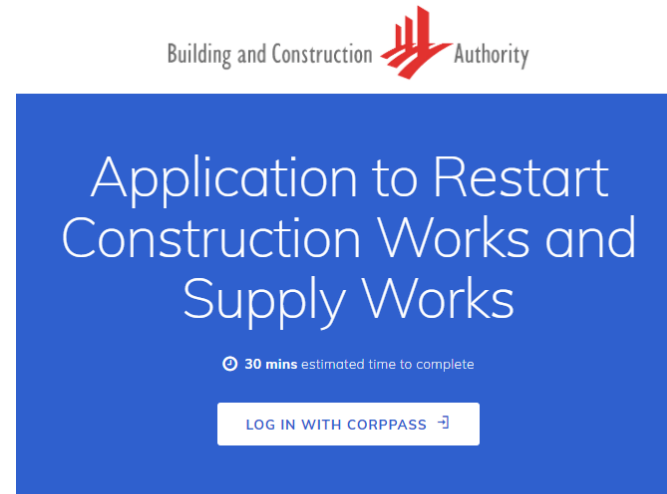 Building and Construction Authority
Application to Restart
Construction Works and
Supply Works
30 mins estimated time to complete
LOG IN WITH CORPPASS